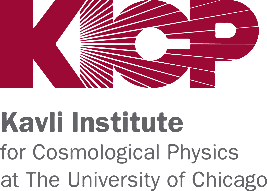 KICP
Kavli Institute
for Cosmological Physics
at The University of Chicago